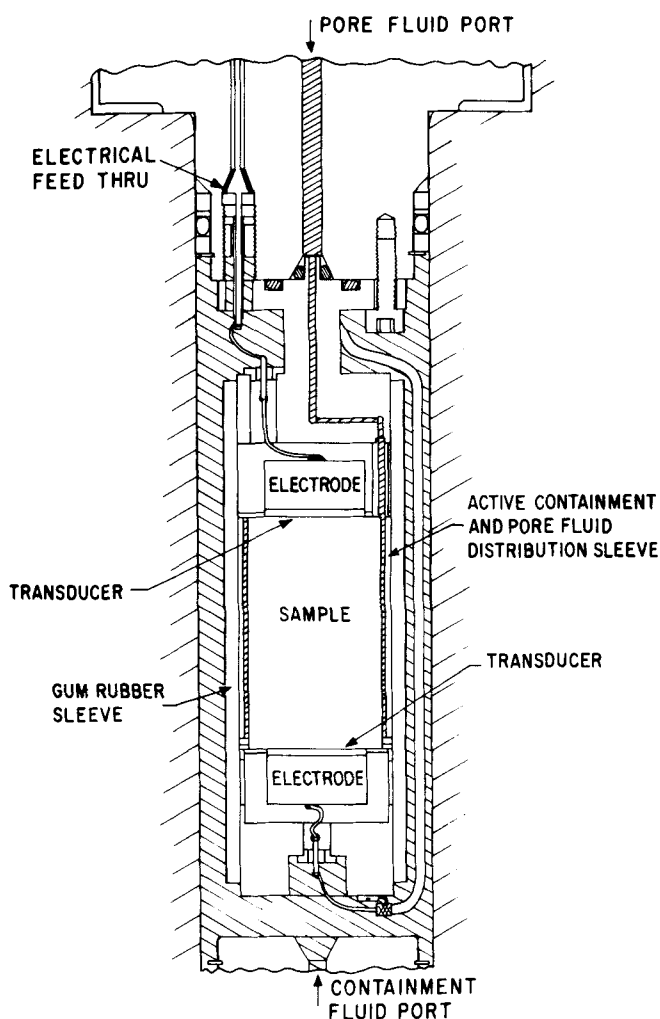 PORE FLUID PORT
ELECTRICAL
FEED THRU
ELECTRODE
ACTIVE CONTAINMENT
AND PORE FLUID
DISTRIBUTION SLEEVE
TRANSDUCER
SAMPLE
TRANSDUCER
GUM RUBBER
SLEEVE
ELECTRODE
CONTAINMENT
FLUID PORT